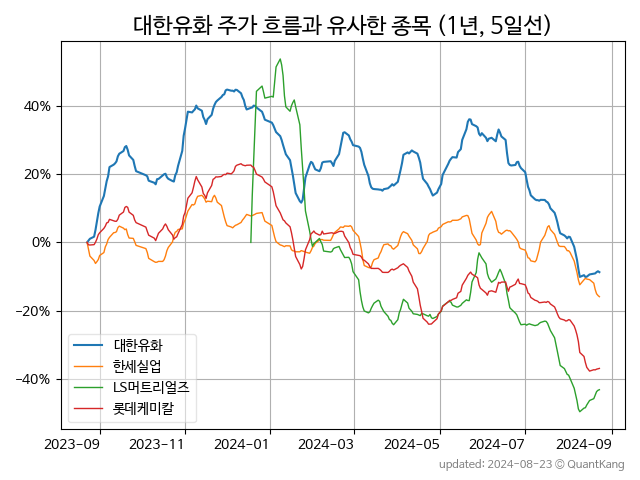 대한유화 주가 흐름과 유사한 종목 (1년, 5일선)
40%
20%
0%
−20%
−40%
대한유화
한세실업
LS머트리얼즈
롯데케미칼
2023-09 2023-11 2024-01 2024-03 2024-05 2024-07 2024-09
updated: 2024-08-23 © QuantKang